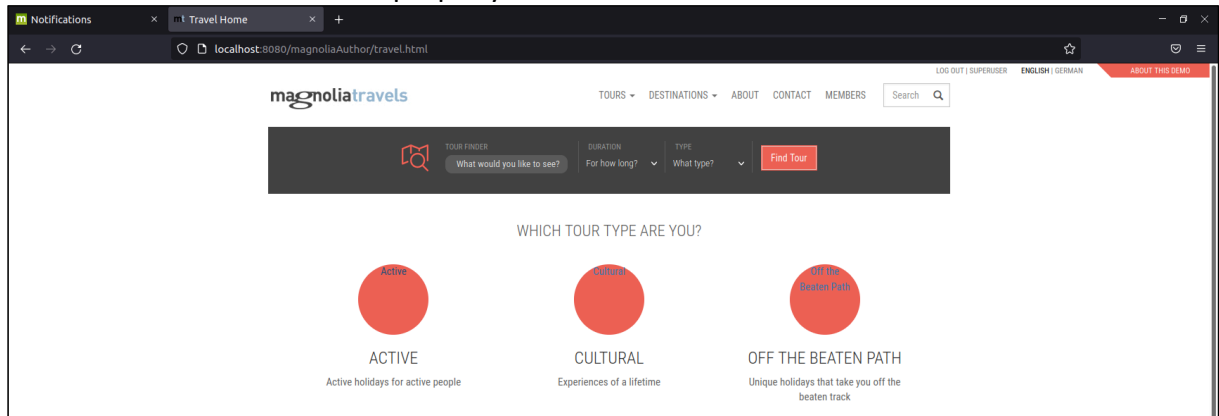 Notifications
mt Travel Home
localhost:8080/magnoliaAuthor/travel.html
LOG OUT | SUPERUSER ENGLISH | GERMAN ABOUT THIS DEMO
magnoliatravels TOURS DESTINATIONS ABOUT CONTACT MEMBERS Search
TOUR FINDER DURATION TYPE
What would you like to see? For how long? What type? Find Tour
WHICH TOUR TYPE ARE YOU?
Active Cultural Off the
Beaten Path
ACTIVE CULTURAL OFF THE BEATEN PATH
Active holidays for active people Experiences of a lifetime Unique holidays that take you off the
beaten track